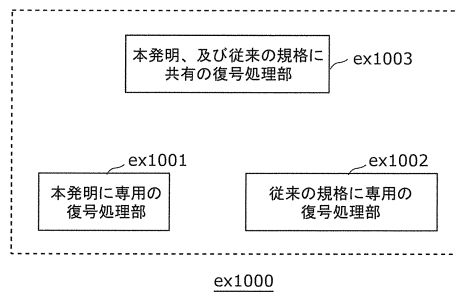 本発明、及び従来の規格に
共有の復号処理部
ex1003
ex1001
本発明に専用の
復号処理部
ex1002
従来の規格に専用の
復号処理部
ex1000